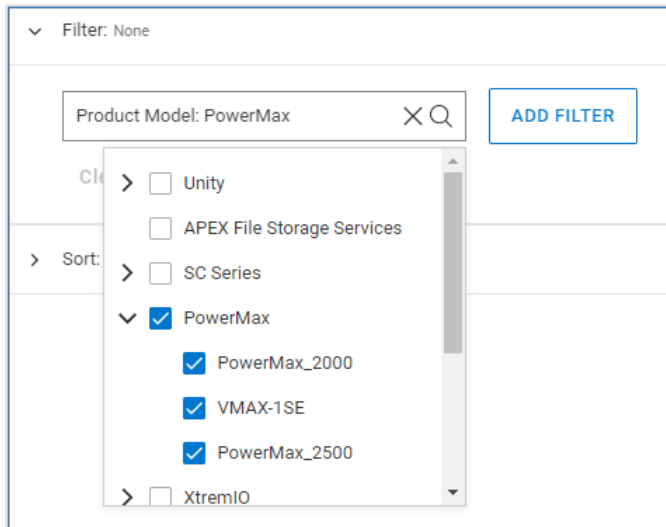 Filter: None
Product Model: PowerMax
ADD FILTER
Cle
Unity
APEX File Storage Services
Sort:
SC Series
PowerMax
PowerMax_2000
VMAX-1SE
PowerMax_2500
XtremIO